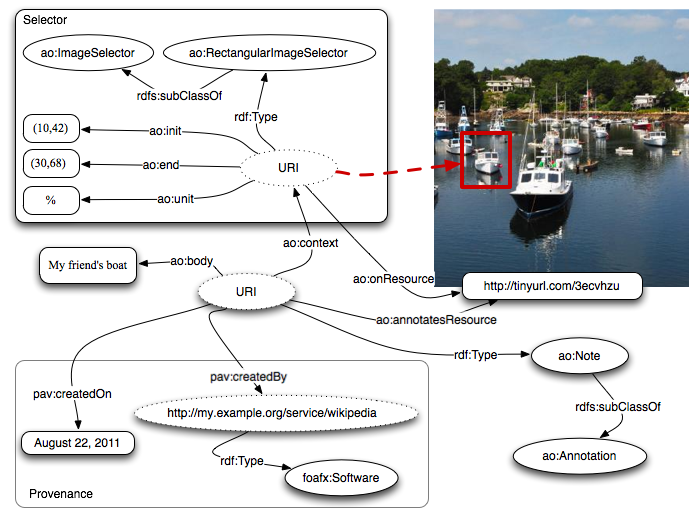 Selector
ao:ImageSelector
ao:RectangularImageSelector
rdfs:subClassOf
rdf:Type
(10,42)
ao:init
(30,68)
ao:end
URI
%
ao:unit
ao:context
My friend's boat
ao:body
ao:onResource
URI
http://tinyurl.com/3ecvhzu
ao:annotatesResource
rdf:Type
ao:Note
pav:createdBy
pav:createdOn
rdfs:subClassOf
http://my.example.org/service/wikipedia
August 22, 2011
rdf:Type
ao:Annotation
foafx:Software
Provenance